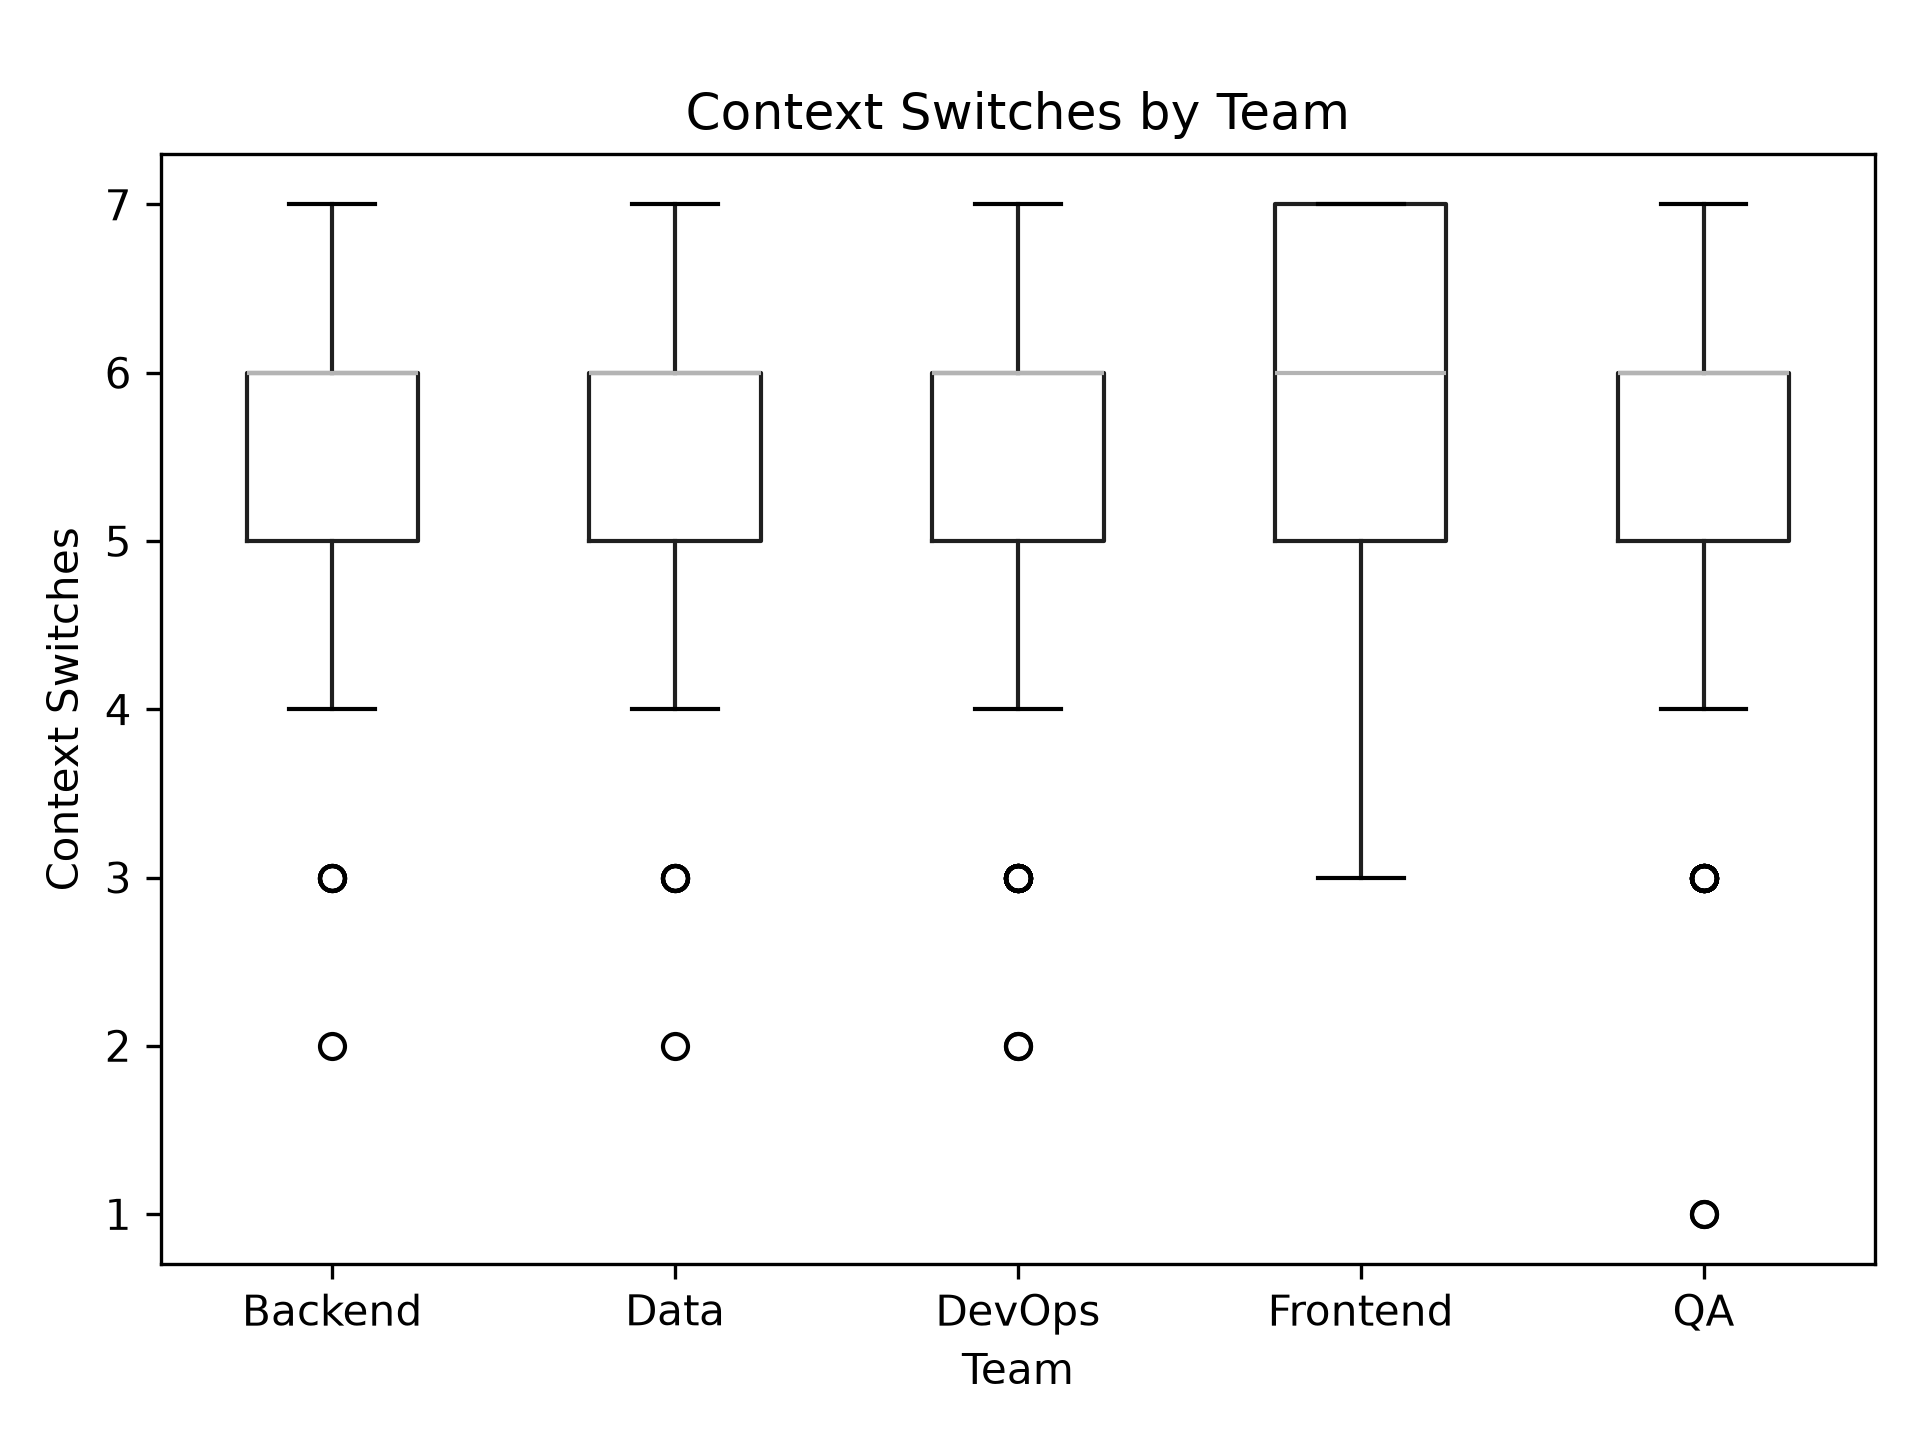 Context Switches by Team
Context Switches
7
6
5
4
3
2
1
Backend Data DevOps Frontend QA
Team